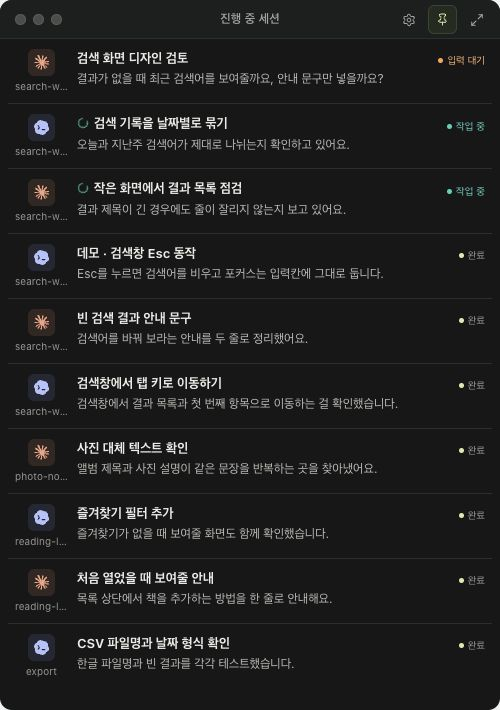 진행 중 세션
검색 화면 디자인 검토
입력 대기
search-w...
결과가 없을 때 최근 검색어를 보여줄까요, 안내 문구만 넣을까요?
검색 기록을 날짜별로 묶기
작업 중
search-w...
오늘과 지난주 검색어가 제대로 나뉘는지 확인하고 있어요.
작은 화면에서 결과 목록 점검
작업 중
search-w...
결과 제목이 긴 경우에도 줄이 잘리지 않는지 보고 있어요.
데모 · 검색창 Esc 동작
완료
search-w...
Esc를 누르면 검색어를 비우고 포커스는 입력칸에 그대로 둡니다.
빈 검색 결과 안내 문구
완료
search-w...
검색어를 바꿔 보라는 안내를 두 줄로 정리했어요.
검색창에서 탭 키로 이동하기
완료
search-w...
검색창에서 결과 목록과 첫 번째 항목으로 이동하는 걸 확인했습니다.
사진 대체 텍스트 확인
완료
photo-no...
앨범 제목과 사진 설명이 같은 문장을 반복하는 곳을 찾아냈어요.
즐겨찾기 필터 추가
완료
reading-l...
즐겨찾기가 없을 때 보여줄 화면도 함께 확인했습니다.
처음 열었을 때 보여줄 안내
완료
reading-l...
목록 상단에서 책을 추가하는 방법을 한 줄로 안내해요.
CSV 파일명과 날짜 형식 확인
완료
export
한글 파일명과 빈 결과를 각각 테스트했습니다.